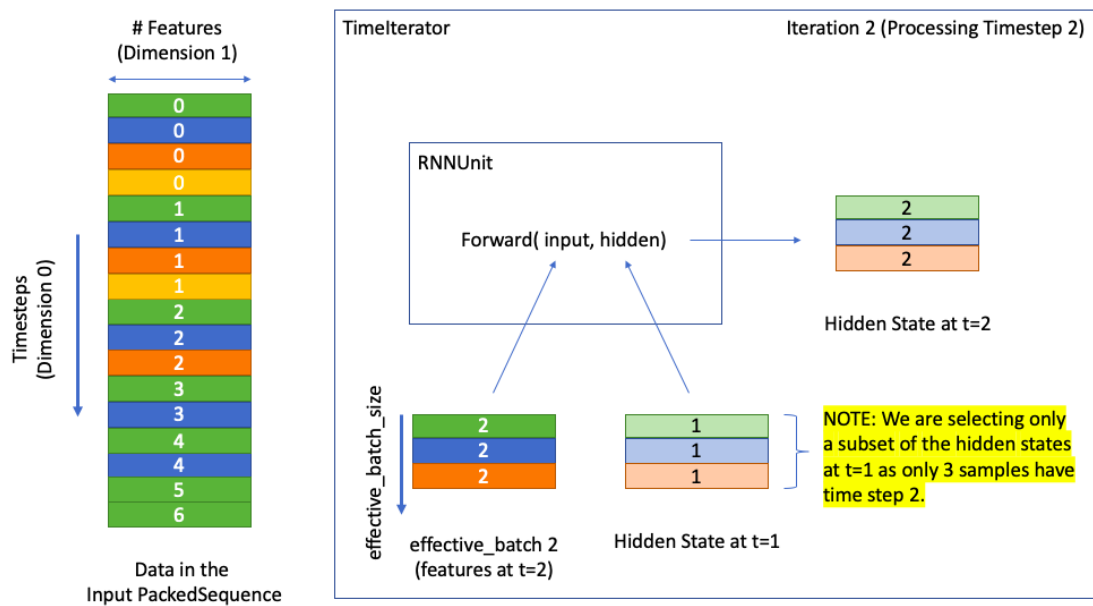 # Features
(Dimension 1)
0
0
0
0
1
1
1
1
2
2
2
3
3
4
4
5
6
Timesteps
(Dimension 0)
Data in the
Input PackedSequence
TimeIterator
Iteration 2 (Processing Timestep 2)
RNNUnit
Forward( input, hidden)
2
2
2
Hidden State at t=2
effective_batch_size
2
2
2
effective_batch 2
(features at t=2)
1
1
1
Hidden State at t=1
NOTE: We are selecting only
a subset of the hidden states
at t=1 as only 3 samples have
time step 2.